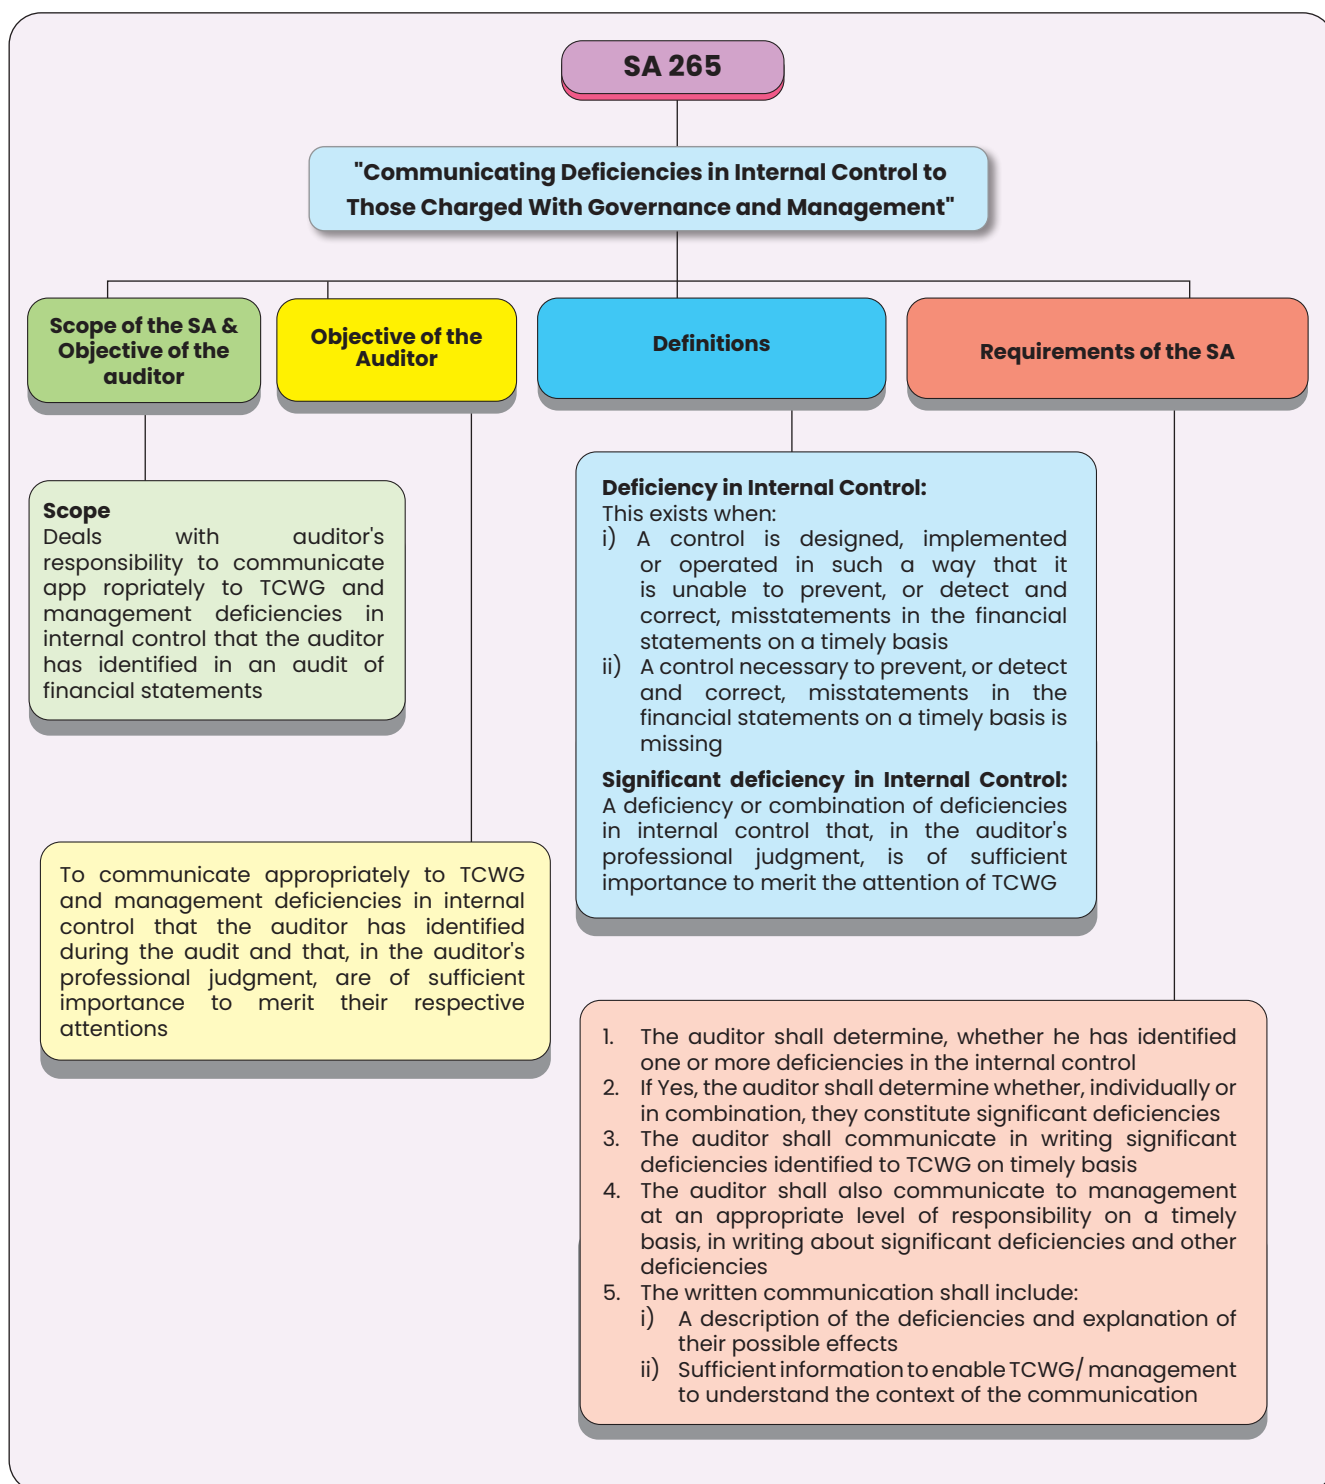 SA 265
"Communicating Deficiencies in Internal Control to
Those Charged With Governance and Management"
Scope of the SA &
Objective of the
auditor
Objective of the
Auditor
Definitions
Requirements of the SA
Scope
Deals with auditor's
responsibility to communicate
app ropriately to TCWG and
management deficiencies in
internal control that the auditor
has identified in an audit of
financial statements
To communicate appropriately to TCWG
and management deficiencies in internal
control that the auditor has identified
during the audit and that, in the auditor's
professional judgment, are of sufficient
importance to merit their respective
attentions
Deficiency in Internal Control:
This exists when:
i) A control is designed, implemented
or operated in such a way that it
is unable to prevent, or detect and
correct, misstatements in the financial
statements on a timely basis
ii) A control necessary to prevent, or detect
and correct, misstatements in the
financial statements on a timely basis is
missing
Significant deficiency in Internal Control:
A deficiency or combination of deficiencies
in internal control that, in the auditor's
professional judgment, is of sufficient
importance to merit the attention of TCWG
1. The auditor shall determine, whether he has identified
one or more deficiencies in the internal control
2. If Yes, the auditor shall determine whether, individually or
in combination, they constitute significant deficiencies
3. The auditor shall communicate in writing significant
deficiencies identified to TCWG on timely basis
4. The auditor shall also communicate to management
at an appropriate level of responsibility on a timely
basis, in writing about significant deficiencies and other
deficiencies
5. The written communication shall include:
i) A description of the deficiencies and explanation of
their possible effects
ii) Sufficient information to enable TCWG/ management
to understand the context of the communication